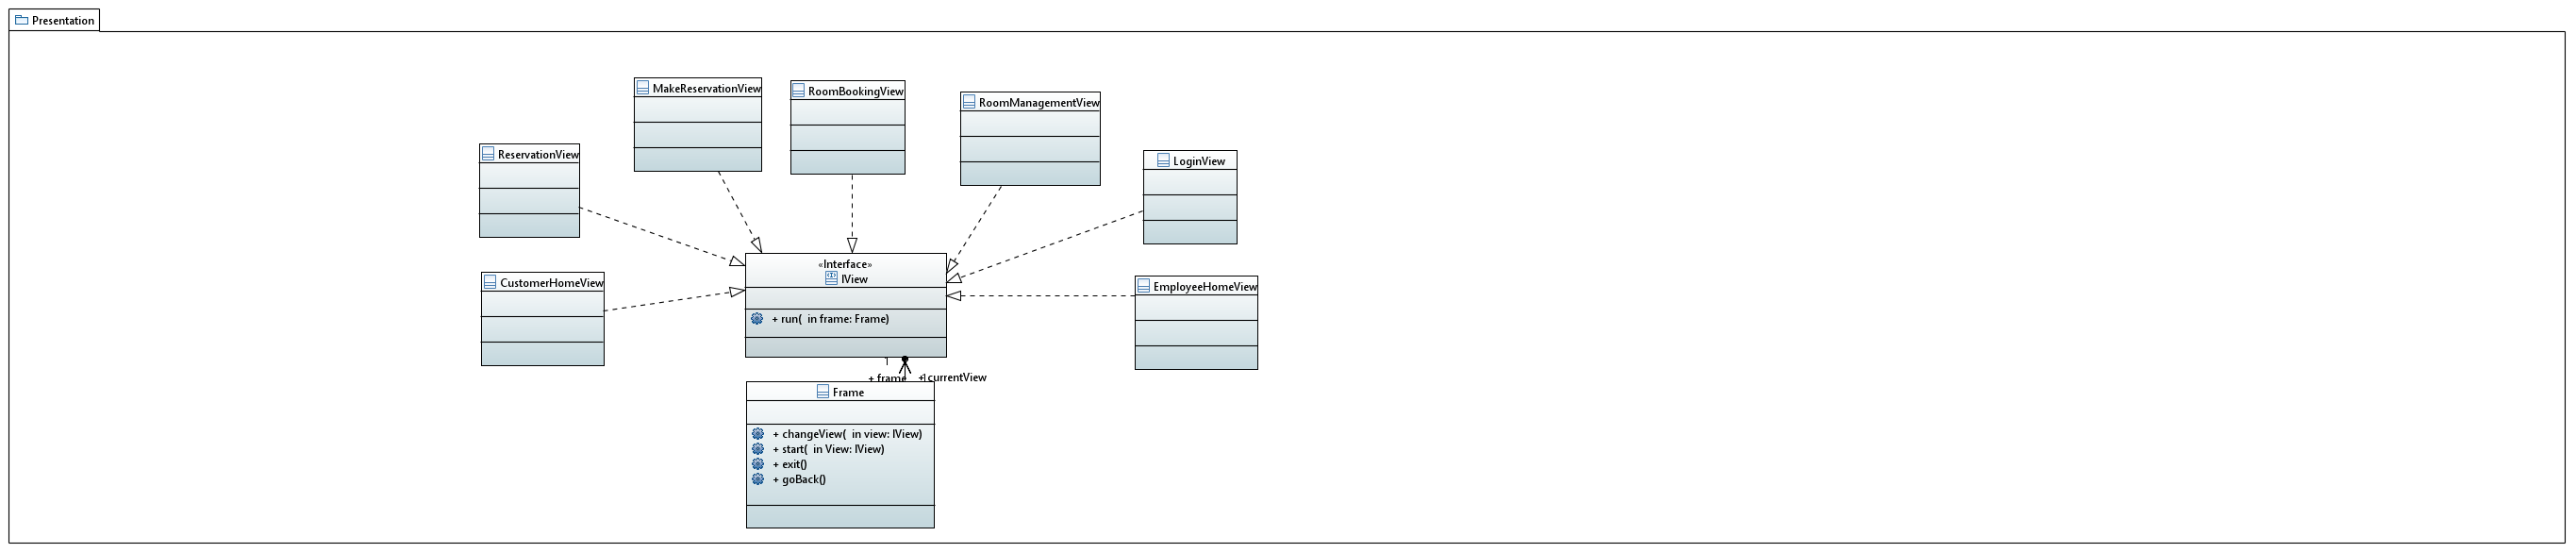 Presentation
MakeReservationView
RoomBookingView
RoomManagementView
ReservationView
LoginView
«Interface»
IView
CustomerHomeView
EmployeeHomeView
+ run( in frame: Frame)
1
+ frame
+ currentView
1
Frame
+ changeView( in view: IView)
+ start( in View: IView)
+ exit()
+ goBack()